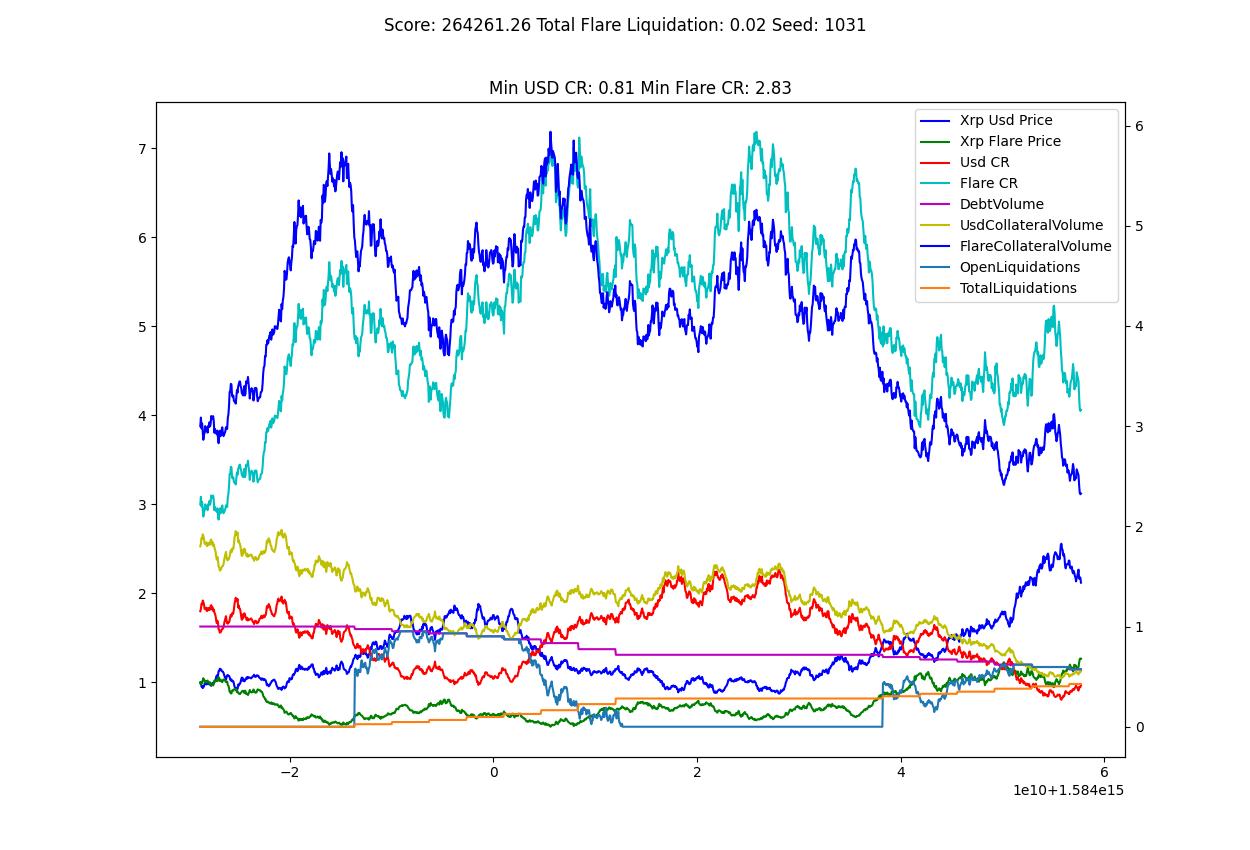 Score: 264261.26 Total Flare Liquidation: 0.02 Seed: 1031
Min USD CR: 0.81 Min Flare CR: 2.83
Xrp Usd Price
Xrp Flare Price
Usd CR
Flare CR
DebtVolume
UsdCollateralVolume
FlareCollateralVolume
OpenLiquidations
TotalLiquidations
7
6
5
4
3
2
1
6
5
4
3
2
1
0
−2 0 2 4 6
1e10+1.584e15